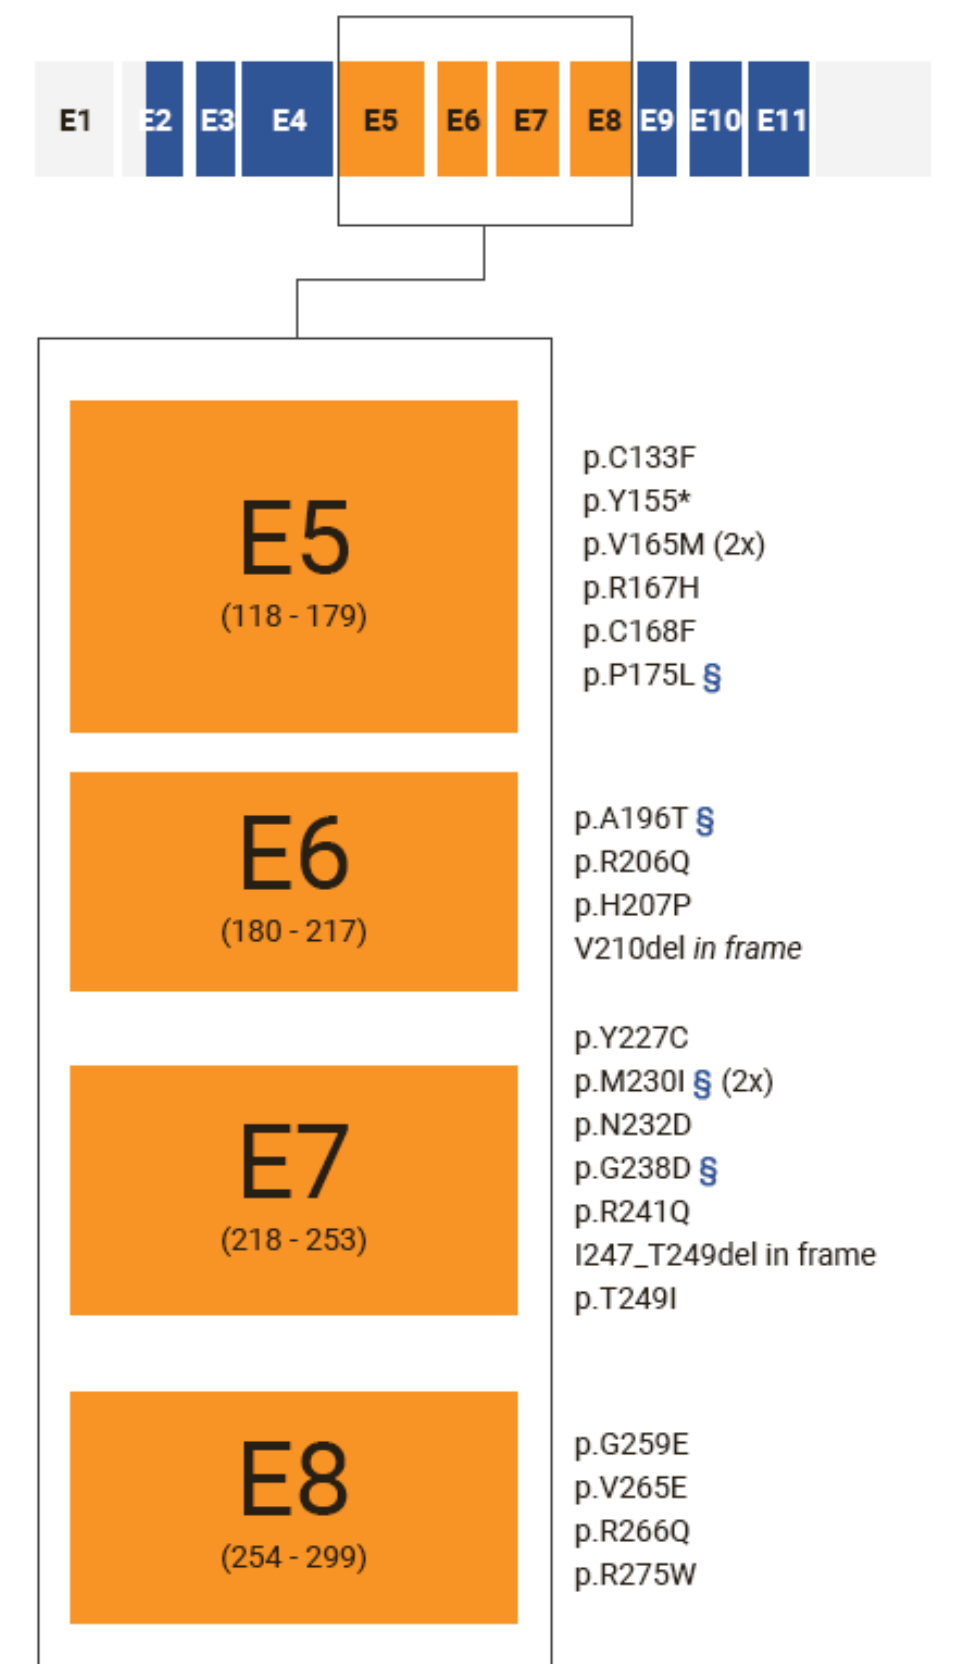 E1 E2 E3 E4 E5 E6 E7 E8 E9 E10 E11
E5
(118 - 179)
p.C133F
p.Y155*
p.V165M (2x)
p.R167H
p.C168F
p.P175L §
E6
(180 - 217)
p.A196T §
p.R206Q
p.H207P
V210del in frame
E7
(218 - 253)
p.Y227C
p.M230I § (2x)
p.N232D
p.G238D §
p.R241Q
I247_T249del in frame
p.T249I
E8
(254 - 299)
p.G259E
p.V265E
p.R266Q
p.R275W